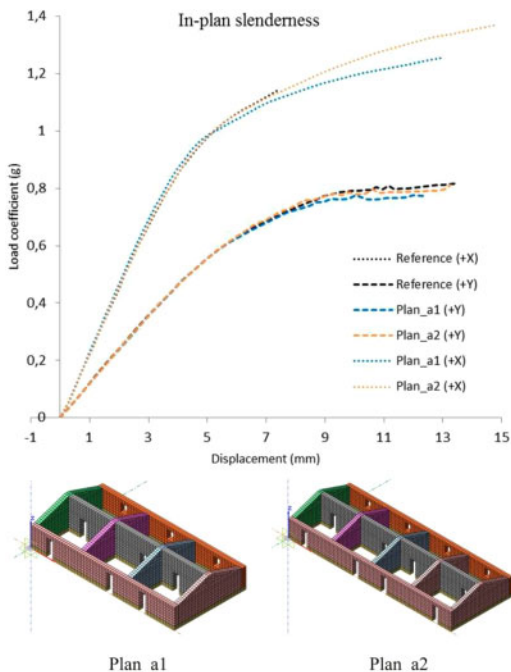 In-plan slenderness
1,4
1,2
1
0,8
0,6
0,4
0,2
0
Load coefficient (g)
Reference (+X)
Reference (+Y)
Plan_a1 (+Y)
Plan_a2 (+Y)
Plan_a1 (+X)
Plan_a2 (+X)
-1 1 3 5 7 9 11 13 15
Displacement (mm)
Plan_a1 Plan_a2